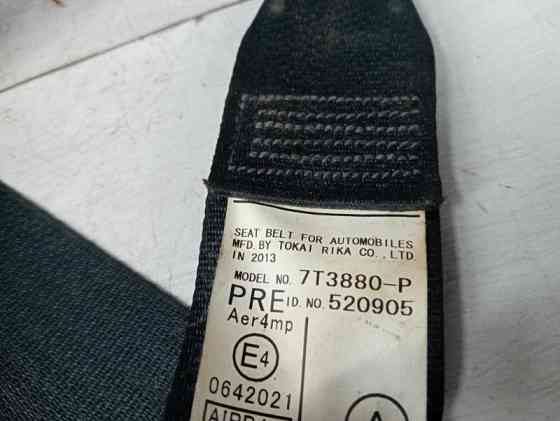 SEAT BELT FOR AUTOMOBILES
MFD.BY TOKAI RIKA CO.,LTD.
IN 2013
MODEL NO. 7T3880-P
PRE ID.NO.520905
Aer4mp
E4
0642021
A